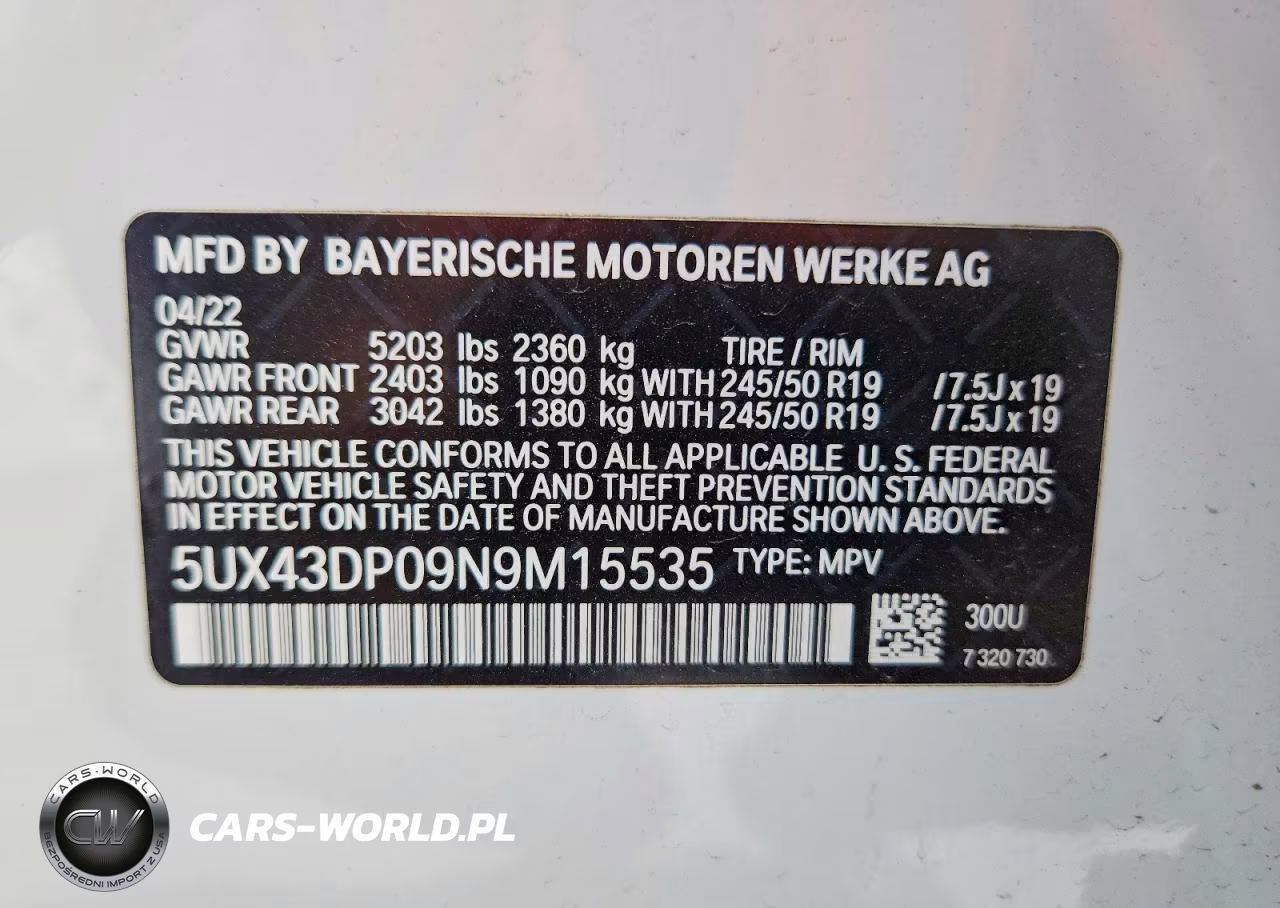 MFD BY BAYERISCHE MOTOREN WERKE AG
04/22
GVWR 5203 lbs 2360 kg TIRE / RIM
GAWR FRONT 2403 lbs 1090 kg WITH 245/50 R19 /7.5J x 19
GAWR REAR 3042 lbs 1380 kg WITH 245/50 R19 /7.5J x 19
THIS VEHICLE CONFORMS TO ALL APPLICABLE U. S. FEDERAL
MOTOR VEHICLE SAFETY AND THEFT PREVENTION STANDARDS
IN EFFECT ON THE DATE OF MANUFACTURE SHOWN ABOVE.
5UX43DP09N9M15535 TYPE: MPV
300U
7 320 730
CARS-WORLD
CW
BEZPOŚREDNI IMPORT Z USA
CARS-WORLD.PL